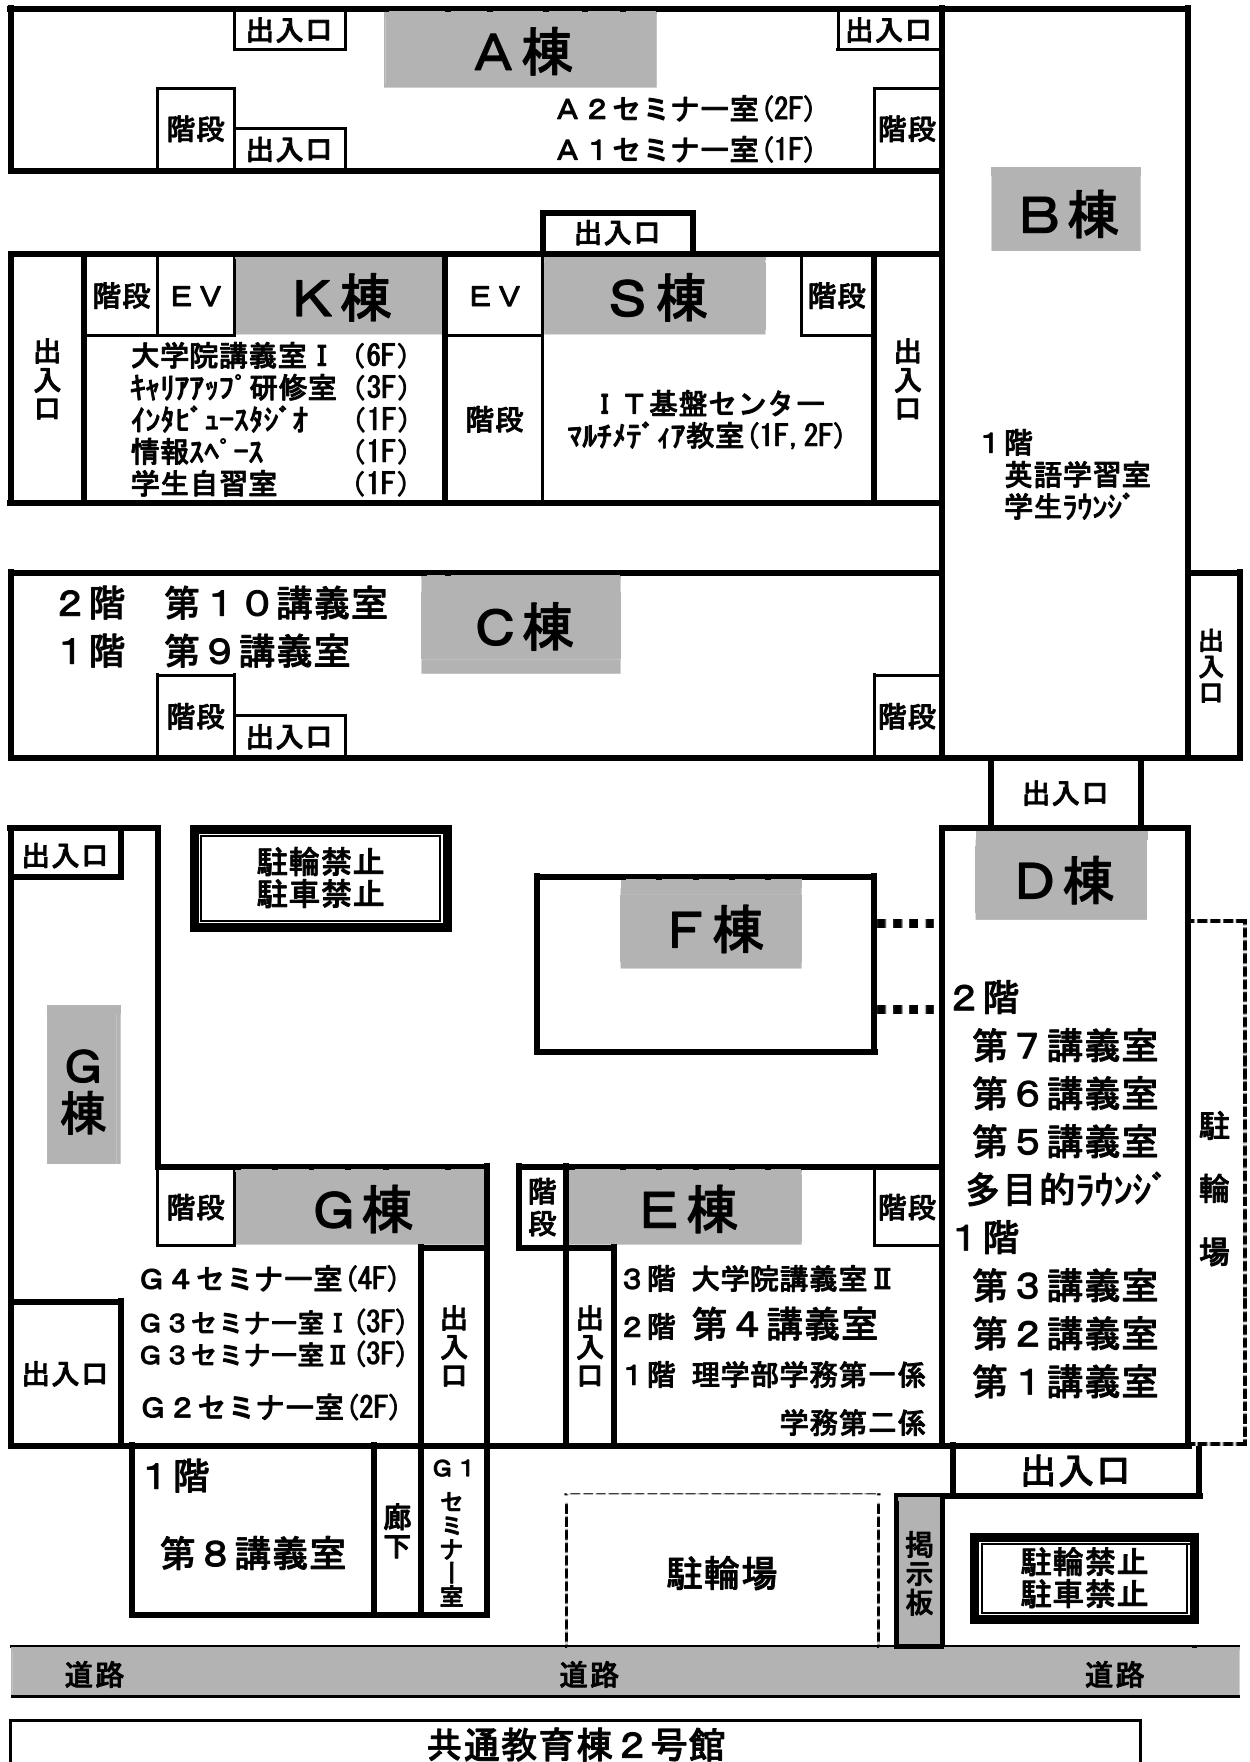 出入口
A棟
出入口
A2セミナー室(2F)
階段
出入口
A1セミナー室(1F)
階段
B棟
出入口
出入口
階段
EV
K棟
EV
S棟
階段
出入口
大学院講義室Ⅰ (6F)
ｷｬﾘｱｱｯﾌﾟ研修室 (3F)
ｲﾝﾀﾋﾞｭｰｽﾀｼﾞｵ (1F)
情報ｽﾍﾟｰｽ (1F)
学生自習室 (1F)
階段
IT基盤センター
ﾏﾙﾁﾒﾃﾞｨｱ教室(1F,2F)
1階
英語学習室
学生ﾗｳﾝｼﾞ
2階 第10講義室
1階 第9講義室
C棟
階段
出入口
階段
出入口
出入口
出入口
駐輪禁止
駐車禁止
F棟
D棟
G棟
2階
第7講義室
第6講義室
第5講義室
多目的ﾗｳﾝｼﾞ
1階
第3講義室
第2講義室
第1講義室
駐輪場
階段
G棟
階段
E棟
階段
G4セミナー室(4F)
G3セミナー室Ⅰ(3F)
G3セミナー室Ⅱ(3F)
G2セミナー室(2F)
出入口
出入口
出入口
3階 大学院講義室Ⅱ
2階 第4講義室
1階 理学部学務第一係
学務第二係
1階
第8講義室
廊下
G1セミナー室
出入口
駐輪場
掲示板
駐輪禁止
駐車禁止
道路
道路
道路
共通教育棟2号館